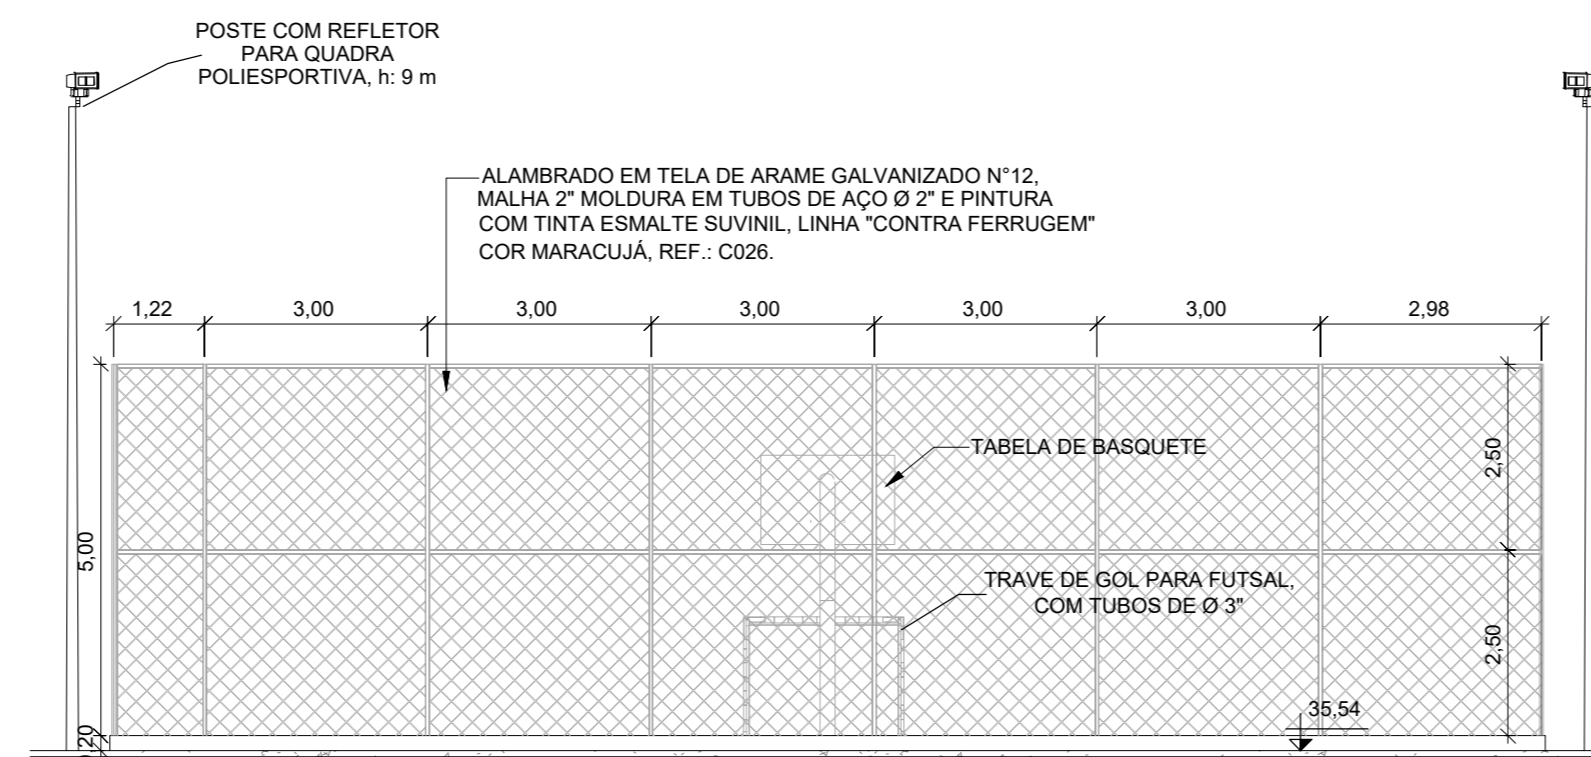 POSTE COM REFLETOR
PARA QUADRA
POLIESPORTIVA, h: 9 m
ALAMBRADO EM TELA DE ARAME GALVANIZADO N°12,
MALHA 2" MOLDURA EM TUBOS DE AÇO Ø 2" E PINTURA
COM TINTA ESMALTE SUVINIL, LINHA "CONTRA FERRUGEM"
COR MARACUJÁ, REF.: C026.
1,22 3,00 3,00 3,00 3,00 3,00 2,98
TABELA DE BASQUETE
2,50
5,00
TRAVE DE GOL PARA FUTSAL,
COM TUBOS DE Ø 3"
2,50
35,54
0,20